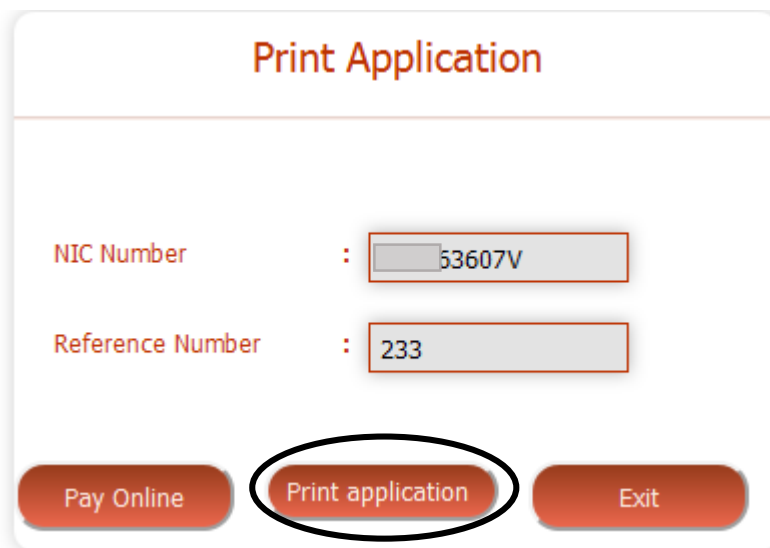 Print Application
NIC Number : 63607V
Reference Number : 233
Pay Online Print application Exit